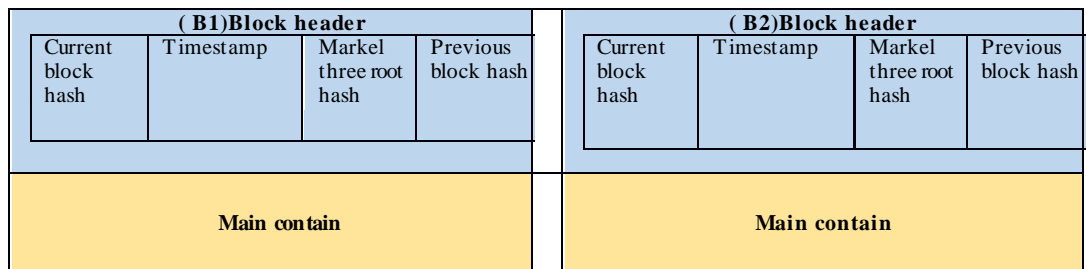 ( B1)Block header
Current block hash
Timestamp
Markel three root hash
Previous block hash
Main contain
( B2)Block header
Current block hash
Timestamp
Markel three root hash
Previous block hash
Main contain